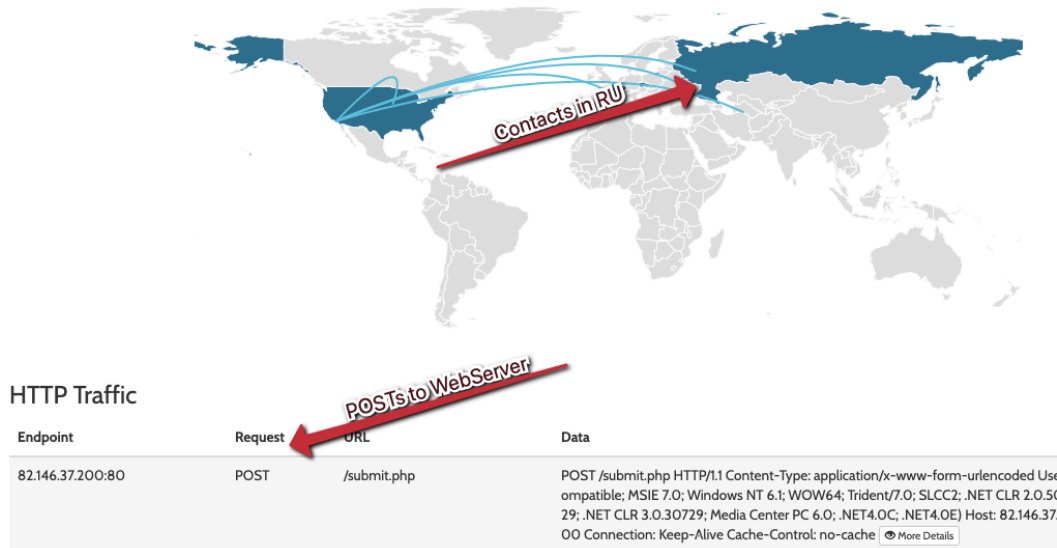 Contacts in RU
POSTs to WebServer
HTTP Traffic
Endpoint Request URL Data
82.146.37.200:80 POST /submit.php POST /submit.php HTTP/1.1 Content-Type: application/x-www-form-urlencoded Use
ompatible; MSIE 7.0; Windows NT 6.1; WOW64; Trident/7.0; SLCC2; .NET CLR 2.0.50
29; .NET CLR 3.0.30729; Media Center PC 6.0; .NET4.0C; .NET4.0E) Host: 82.146.37.
00 Connection: Keep-Alive Cache-Control: no-cache More Details